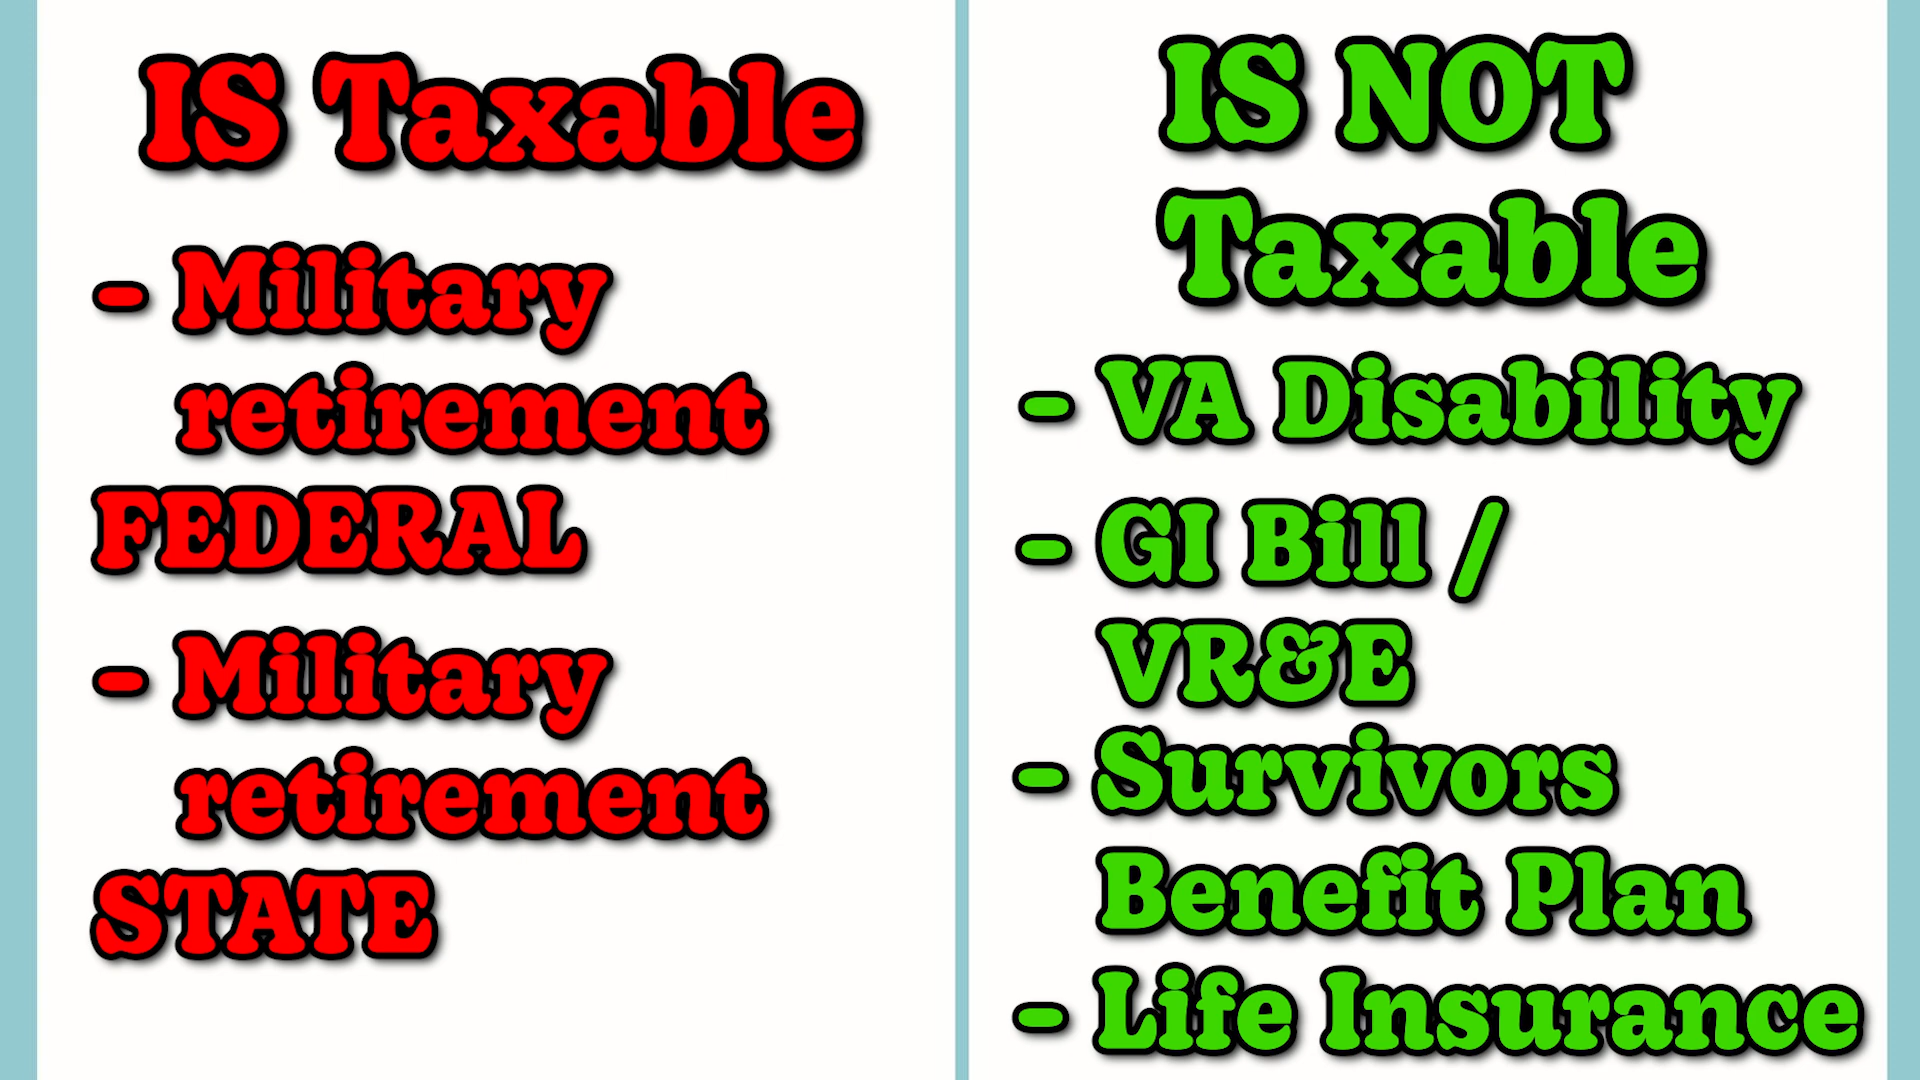 IS Taxable
- Military
retirement
FEDERAL
- Military
retirement
STATE
IS NOT
Taxable
- VA Disability
- GI Bill /
VR&E
- Survivors
Benefit Plan
- Life Insurance